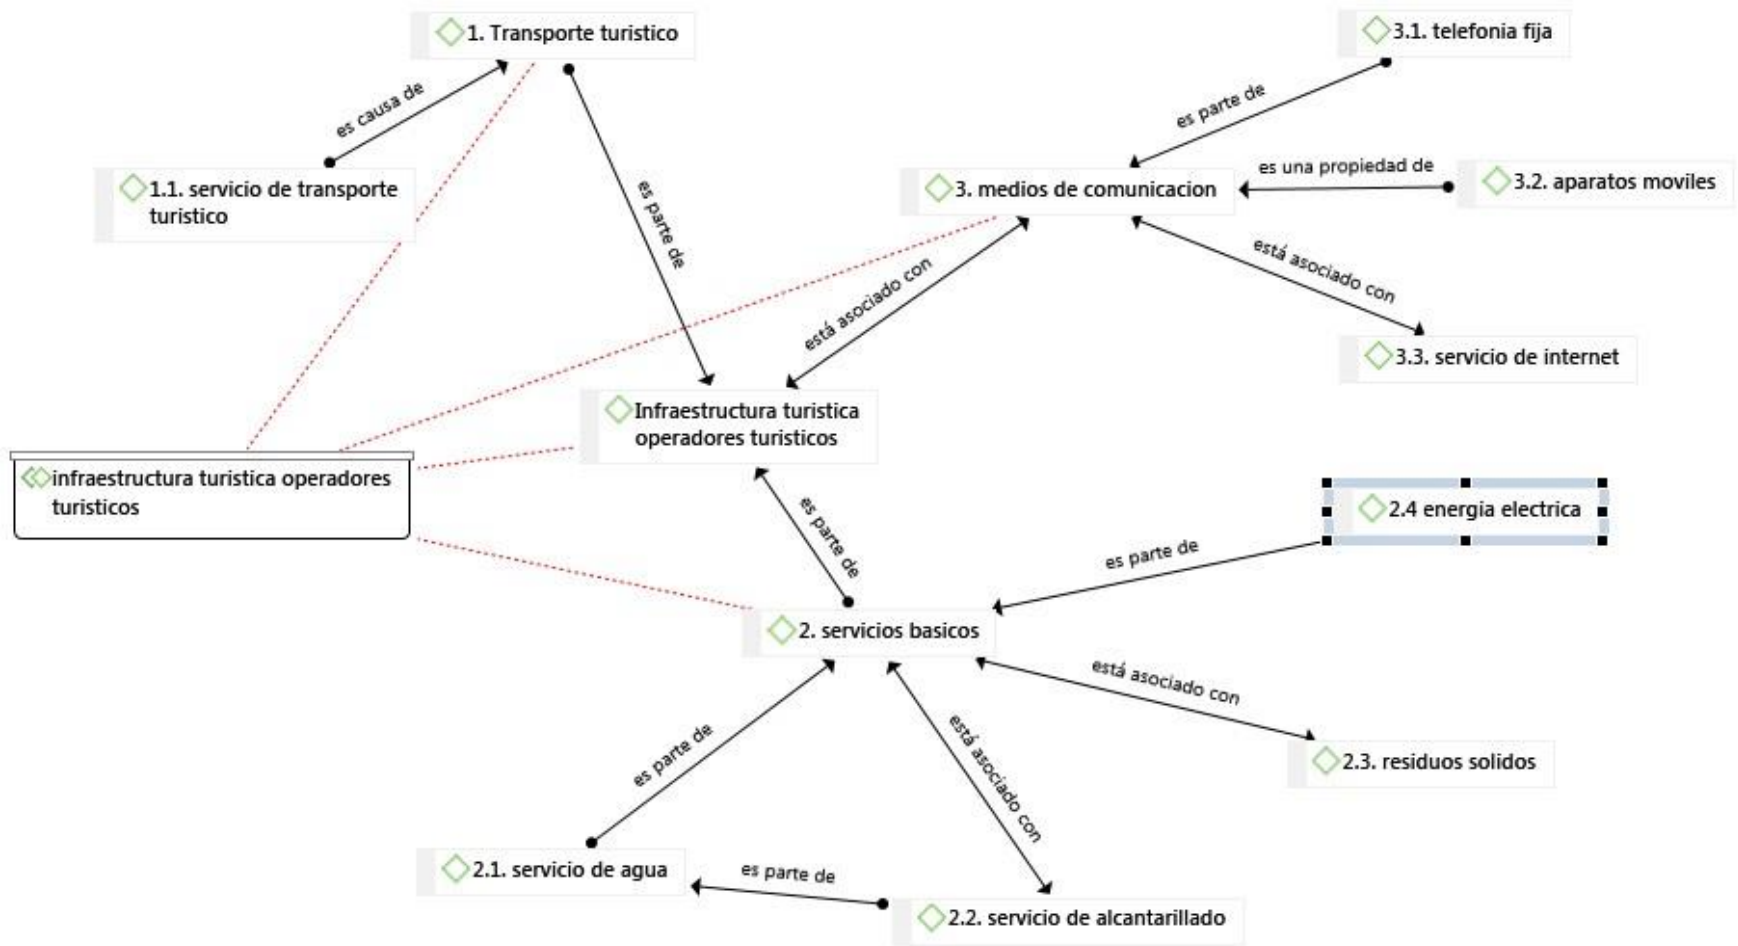 1. Transporte turistico
3.1. telefonia fija
es causa de
es parte de
1.1. servicio de transporte
turistico
es parte de
3. medios de comunicacion
es una propiedad de
3.2. aparatos moviles
está asociado con
está asociado con
3.3. servicio de internet
Infraestructura turistica
operadores turisticos
infraestructura turistica operadores
turisticos
es parte de
2.4 energia electrica
es parte de
2. servicios basicos
está asociado con
es parte de
está asociado con
2.3. residuos solidos
2.1. servicio de agua
es parte de
2.2. servicio de alcantarillado